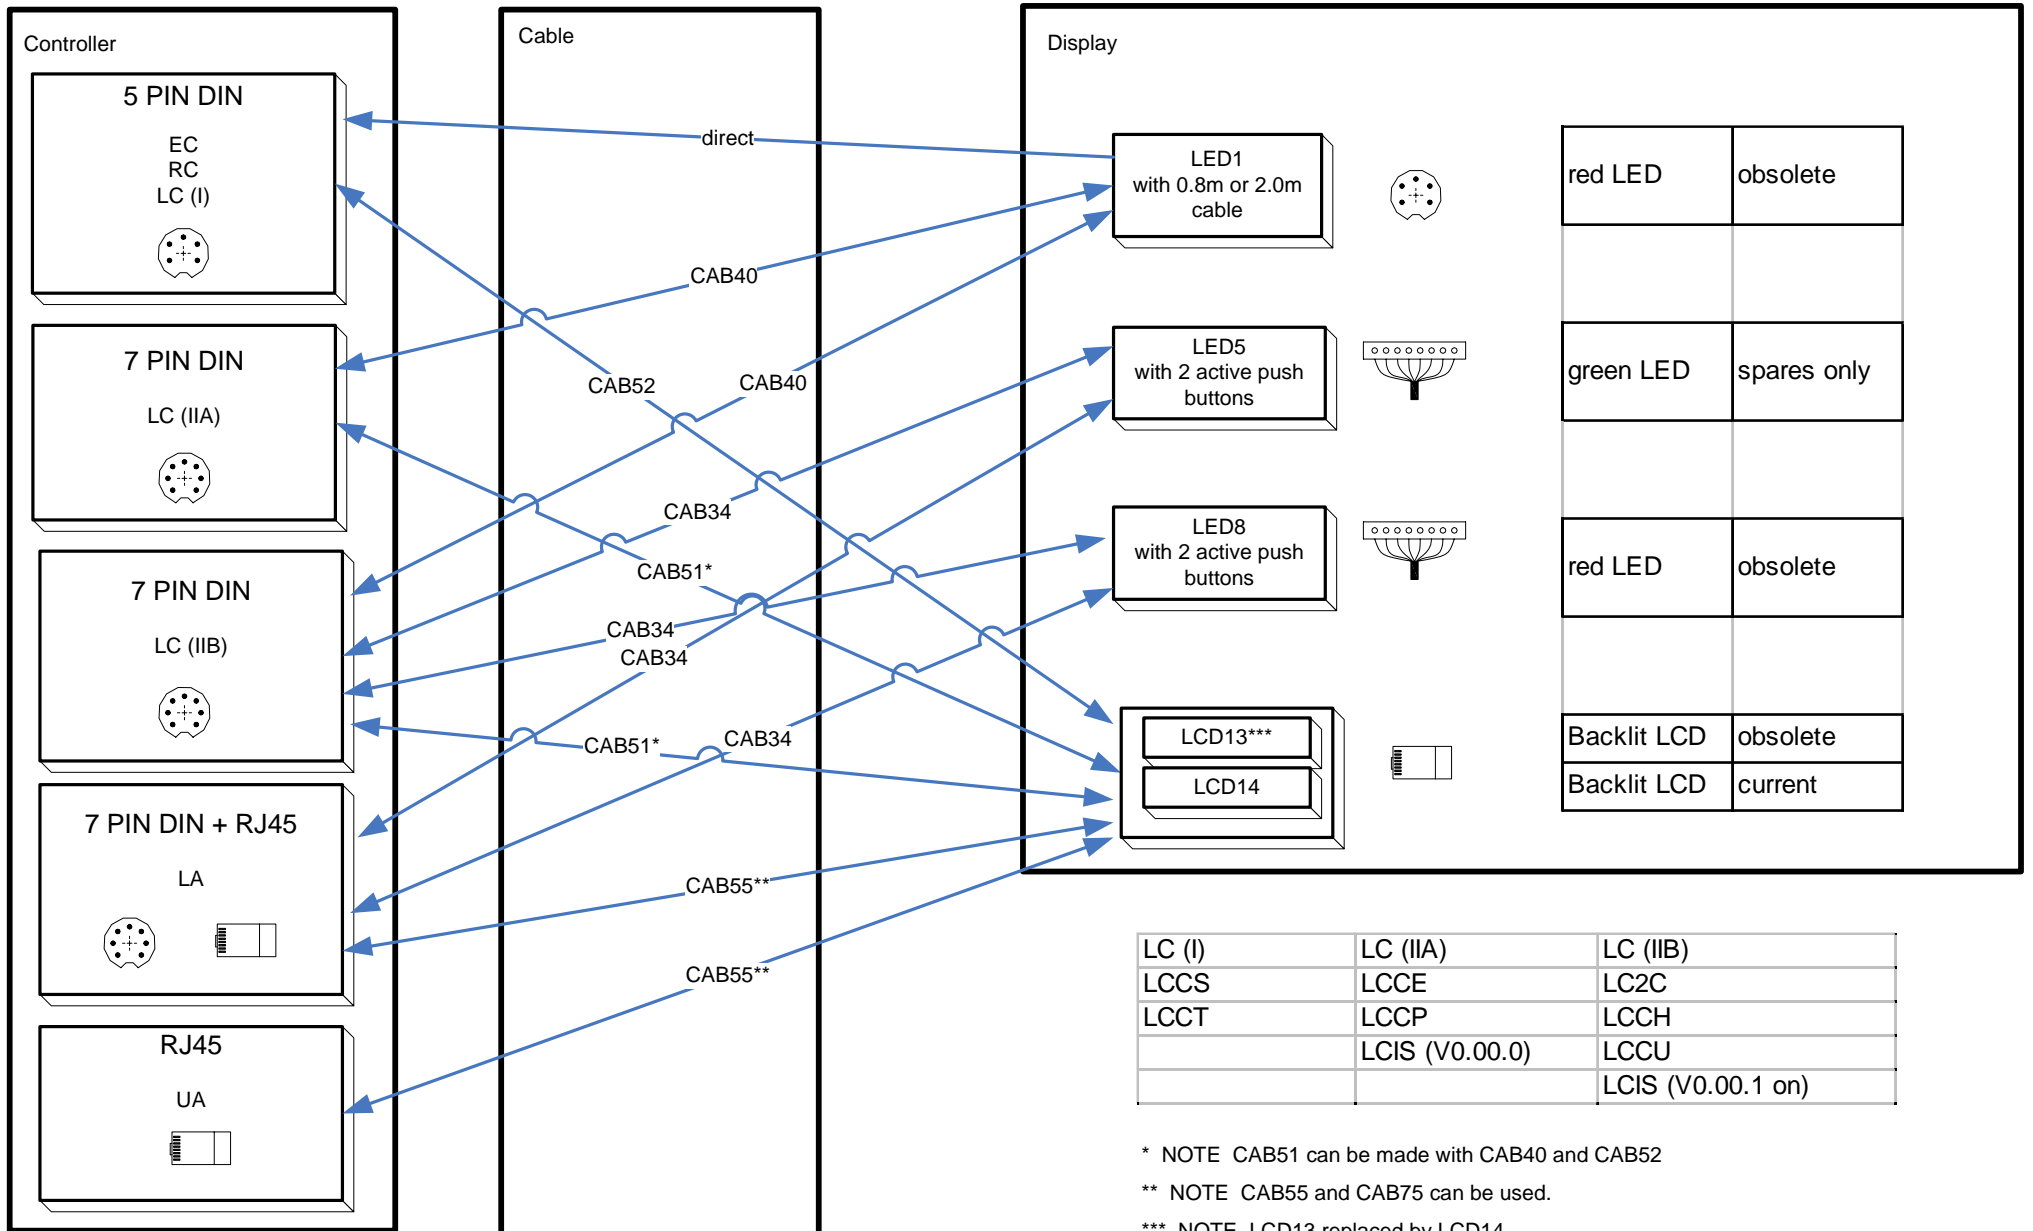 Controller
Cable
Display
5 PIN DIN
EC
RC
LC (I)
7 PIN DIN
LC (IIA)
7 PIN DIN
LC (IIB)
7 PIN DIN + RJ45
LA
RJ45
UA
direct
CAB40
CAB52
CAB40
CAB34
CAB51*
CAB34
CAB34
CAB51*
CAB34
CAB55**
CAB55**
LED1
with 0.8m or 2.0m
cable
LED5
with 2 active push
buttons
LED8
with 2 active push
buttons
LCD13***
LCD14
red LED obsolete
green LED spares only
red LED obsolete
Backlit LCD obsolete
Backlit LCD current
LC (I) LC (IIA) LC (IIB)
LCCS LCCE LC2C
LCCT LCCP LCCH
LCIS (V0.00.0) LCCU
LCIS (V0.00.1 on)
* NOTE CAB51 can be made with CAB40 and CAB52
** NOTE CAB55 and CAB75 can be used.
*** NOTE LCD13 replaced by LCD14